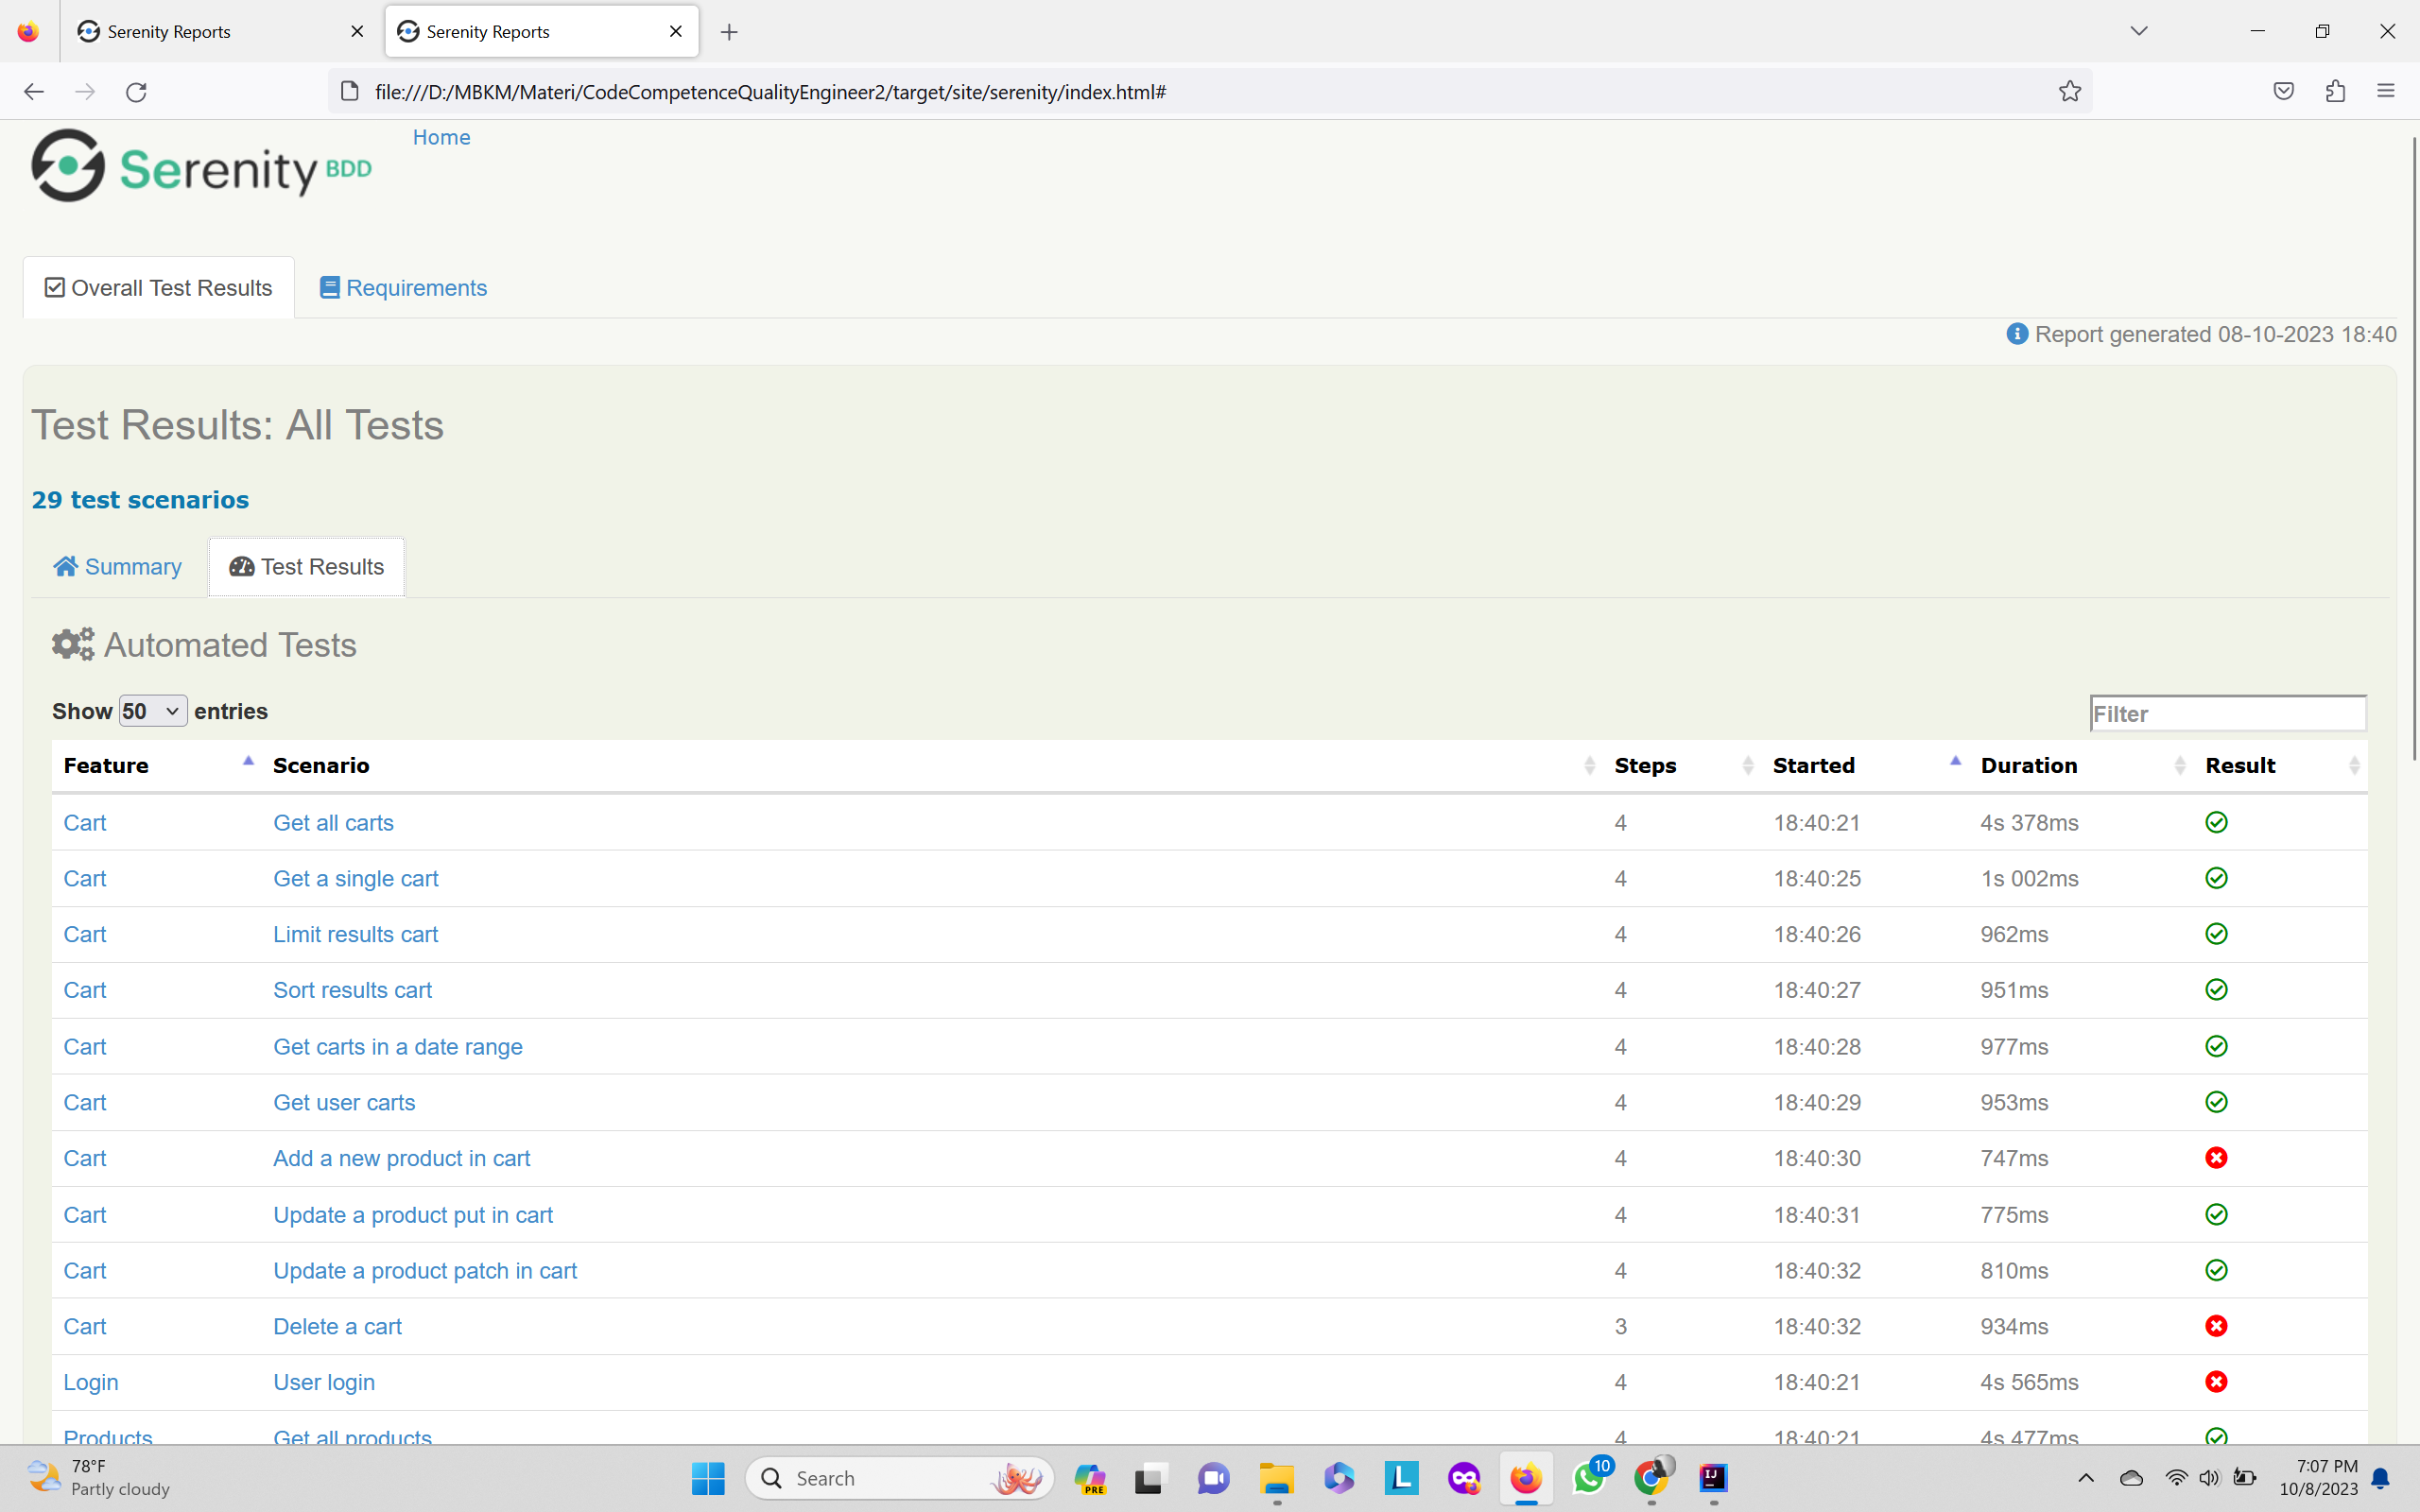 Serenity Reports
Serenity Reports
file:///D:/MBKM/Materi/CodeCompetenceQualityEngineer2/target/site/serenity/index.html#
Serenity BDD
Home
Overall Test Results
Requirements
Report generated 08-10-2023 18:40
Test Results: All Tests
29 test scenarios
Summary
Test Results
Automated Tests
Show 50 entries
Filter
Feature Scenario Steps Started Duration Result
Cart Get all carts 4 18:40:21 4s 378ms
Cart Get a single cart 4 18:40:25 1s 002ms
Cart Limit results cart 4 18:40:26 962ms
Cart Sort results cart 4 18:40:27 951ms
Cart Get carts in a date range 4 18:40:28 977ms
Cart Get user carts 4 18:40:29 953ms
Cart Add a new product in cart 4 18:40:30 747ms
Cart Update a product put in cart 4 18:40:31 775ms
Cart Update a product patch in cart 4 18:40:32 810ms
Cart Delete a cart 3 18:40:32 934ms
Login User login 4 18:40:21 4s 565ms
Products Get all products 4 18:40:21 4s 477ms
78°F
Partly cloudy
Search
PRE
L
10
IJ
7:07 PM
10/8/2023